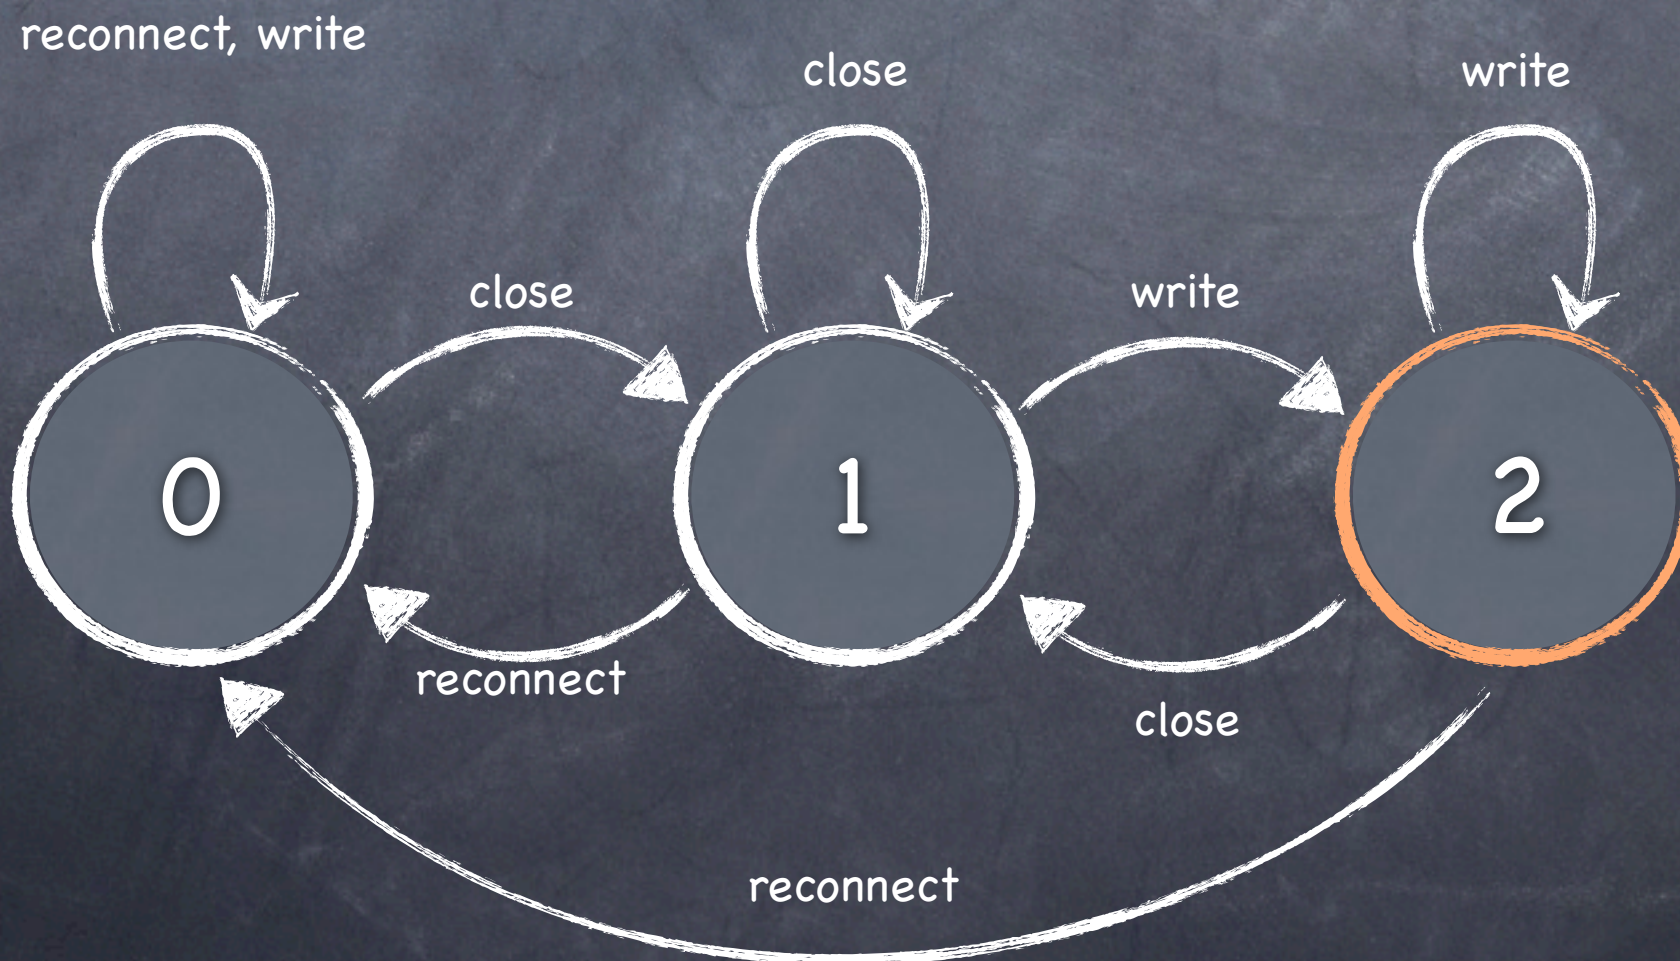 reconnect, write
close
write
close
write
0
1
2
reconnect
close
reconnect